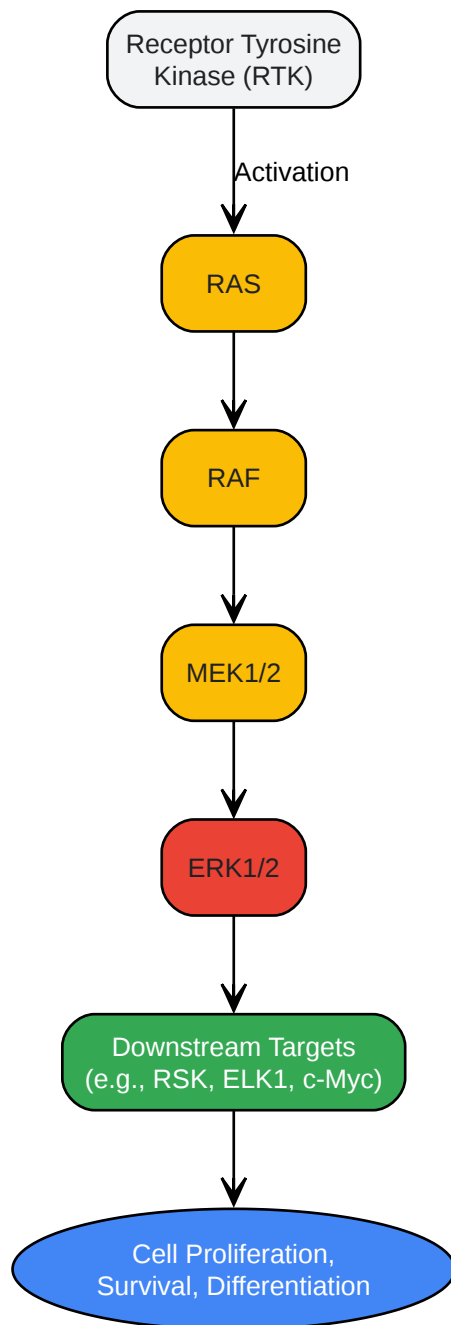 Receptor Tyrosine
Kinase (RTK)
Activation
RAS
RAF
MEK1/2
ERK1/2
Downstream Targets
(e.g., RSK, ELK1, c-Myc)
Cell Proliferation,
Survival, Differentiation